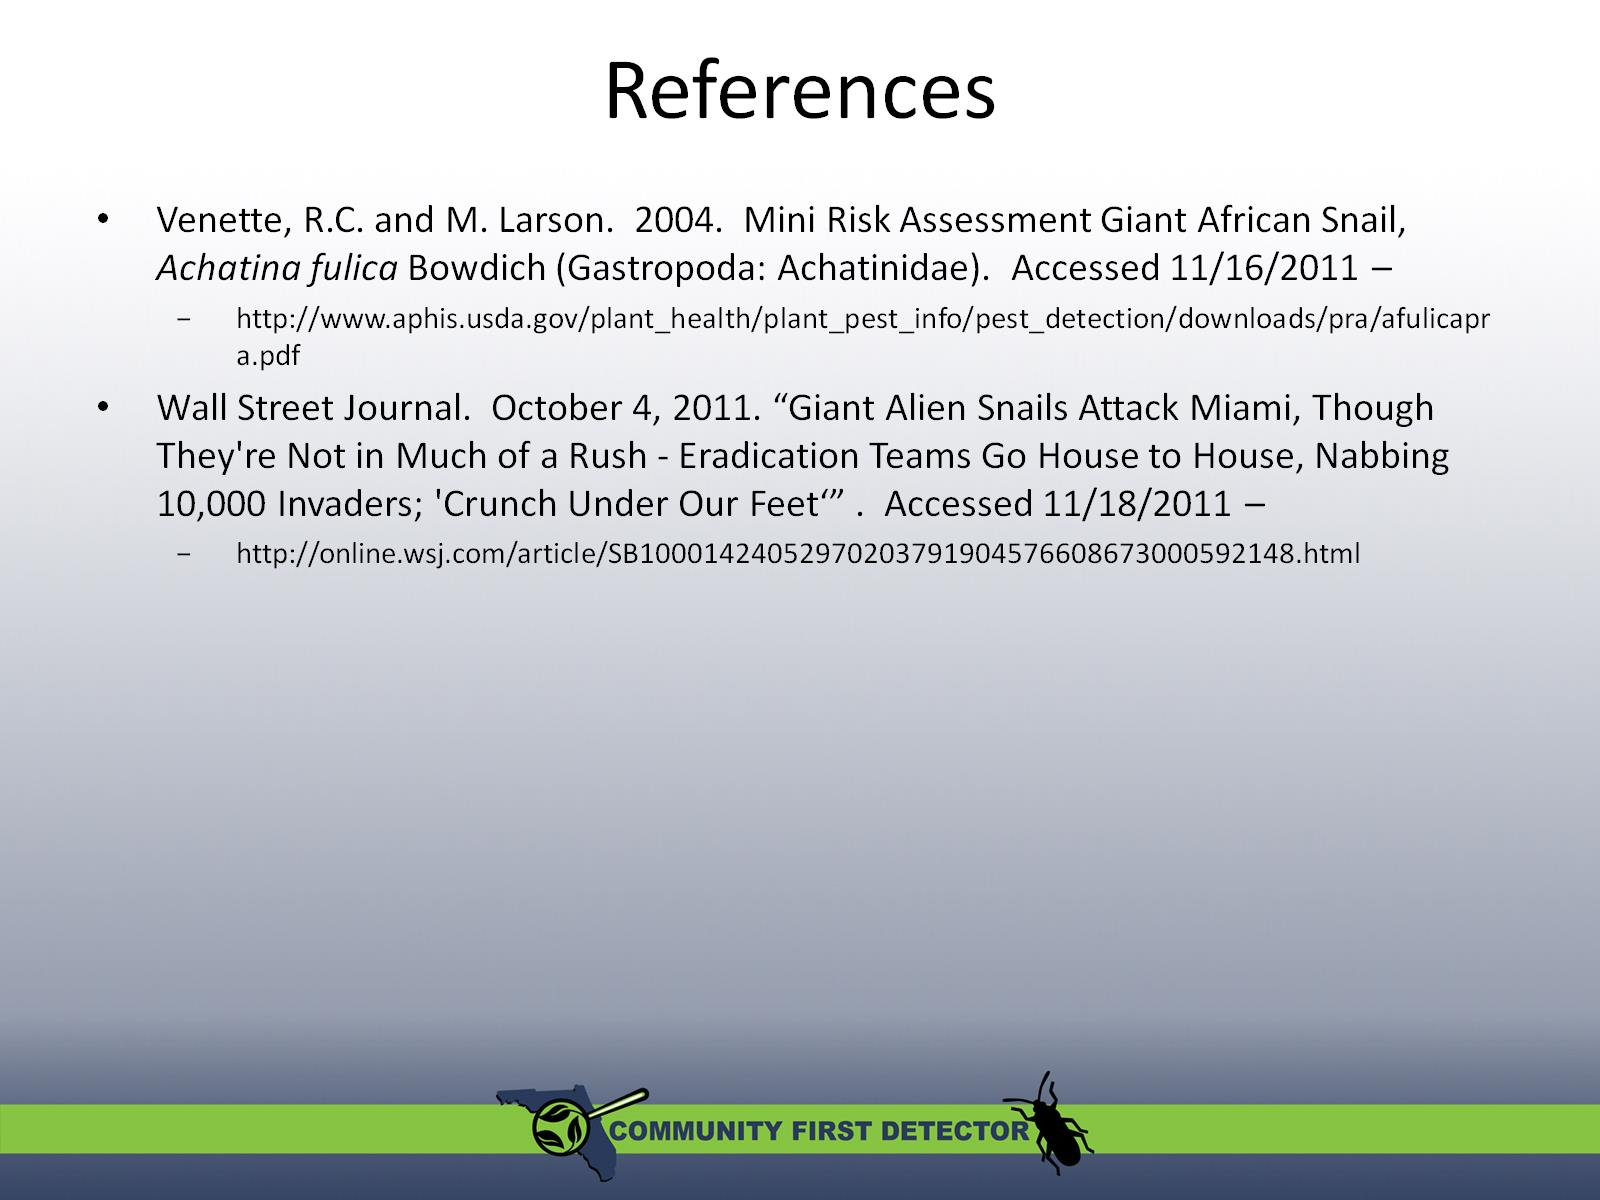 References
• Venette, R.C. and M. Larson.  2004.  Mini Risk Assessment Giant African Snail,
Achatina fulica Bowdich (Gastropoda: Achatinidae).  Accessed 11/16/2011 –
– http://www.aphis.usda.gov/plant_health/plant_pest_info/pest_detection/downloads/pra/afulicapr
a.pdf
• Wall Street Journal.  October 4, 2011. “Giant Alien Snails Attack Miami, Though
They're Not in Much of a Rush - Eradication Teams Go House to House, Nabbing
10,000 Invaders; 'Crunch Under Our Feet‘” .  Accessed 11/18/2011 –
– http://online.wsj.com/article/SB10001424052970203791904576608673000592148.html
COMMUNITY FIRST DETECTOR